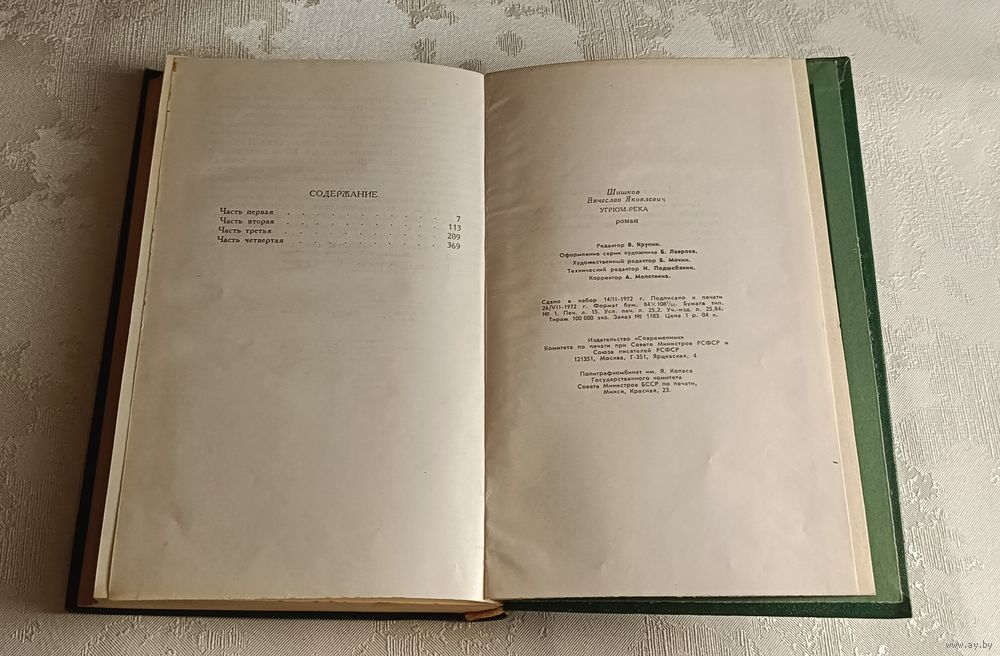 СОДЕРЖАНИЕ
Часть первая . . . . . . . . . . 7
Часть вторая . . . . . . . . . . 113
Часть третья . . . . . . . . . . 209
Часть четвертая . . . . . . . . . 369
Шишков
Вячеслав Яковлевич
УГРЮМ-РЕКА
роман
Редактор В. Крупин.
Оформление серии художника Б. Лаврова.
Художественный редактор Б. Мокин.
Технический редактор И. Подшебякин.
Корректор А. Мелоткина.
Сдано в набор 14/II-1972 г. Подписано к печати
26/VII-1972 г. Формат бум. 84×108¹/₃₂. Бумага тип.
№ 1. Печ. л. 15. Усл. печ. л. 25,2. Уч.-изд. л. 25,84.
Тираж 100 000 экз. Заказ № 1183. Цена 1 р. 04 к.
Издательство «Современник»
Комитета по печати при Совете Министров РСФСР и
Союза писателей РСФСР
121351, Москва, Г-351, Ярцевская, 4
Полиграфкомбинат им. Я. Коласа
Государственного комитета
Совета Министров БССР по печати,
Минск, Красная, 23.
www.ay.by